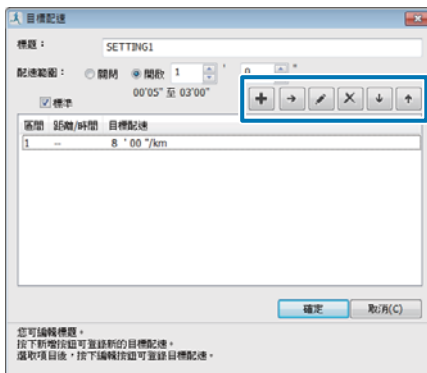 目標配速
標題： SETTING1
配速範圍： 關閉 開啟 1 ' 0 "
00'05" 至 03'00"
標準
區間 距離/時間 目標配速
1 -- 8 ' 00 "/km
確定 取消(C)
您可編輯標題。
按下新增按鈕可登錄新的目標配速。
選取項目後，按下編輯按鈕可登錄目標配速。